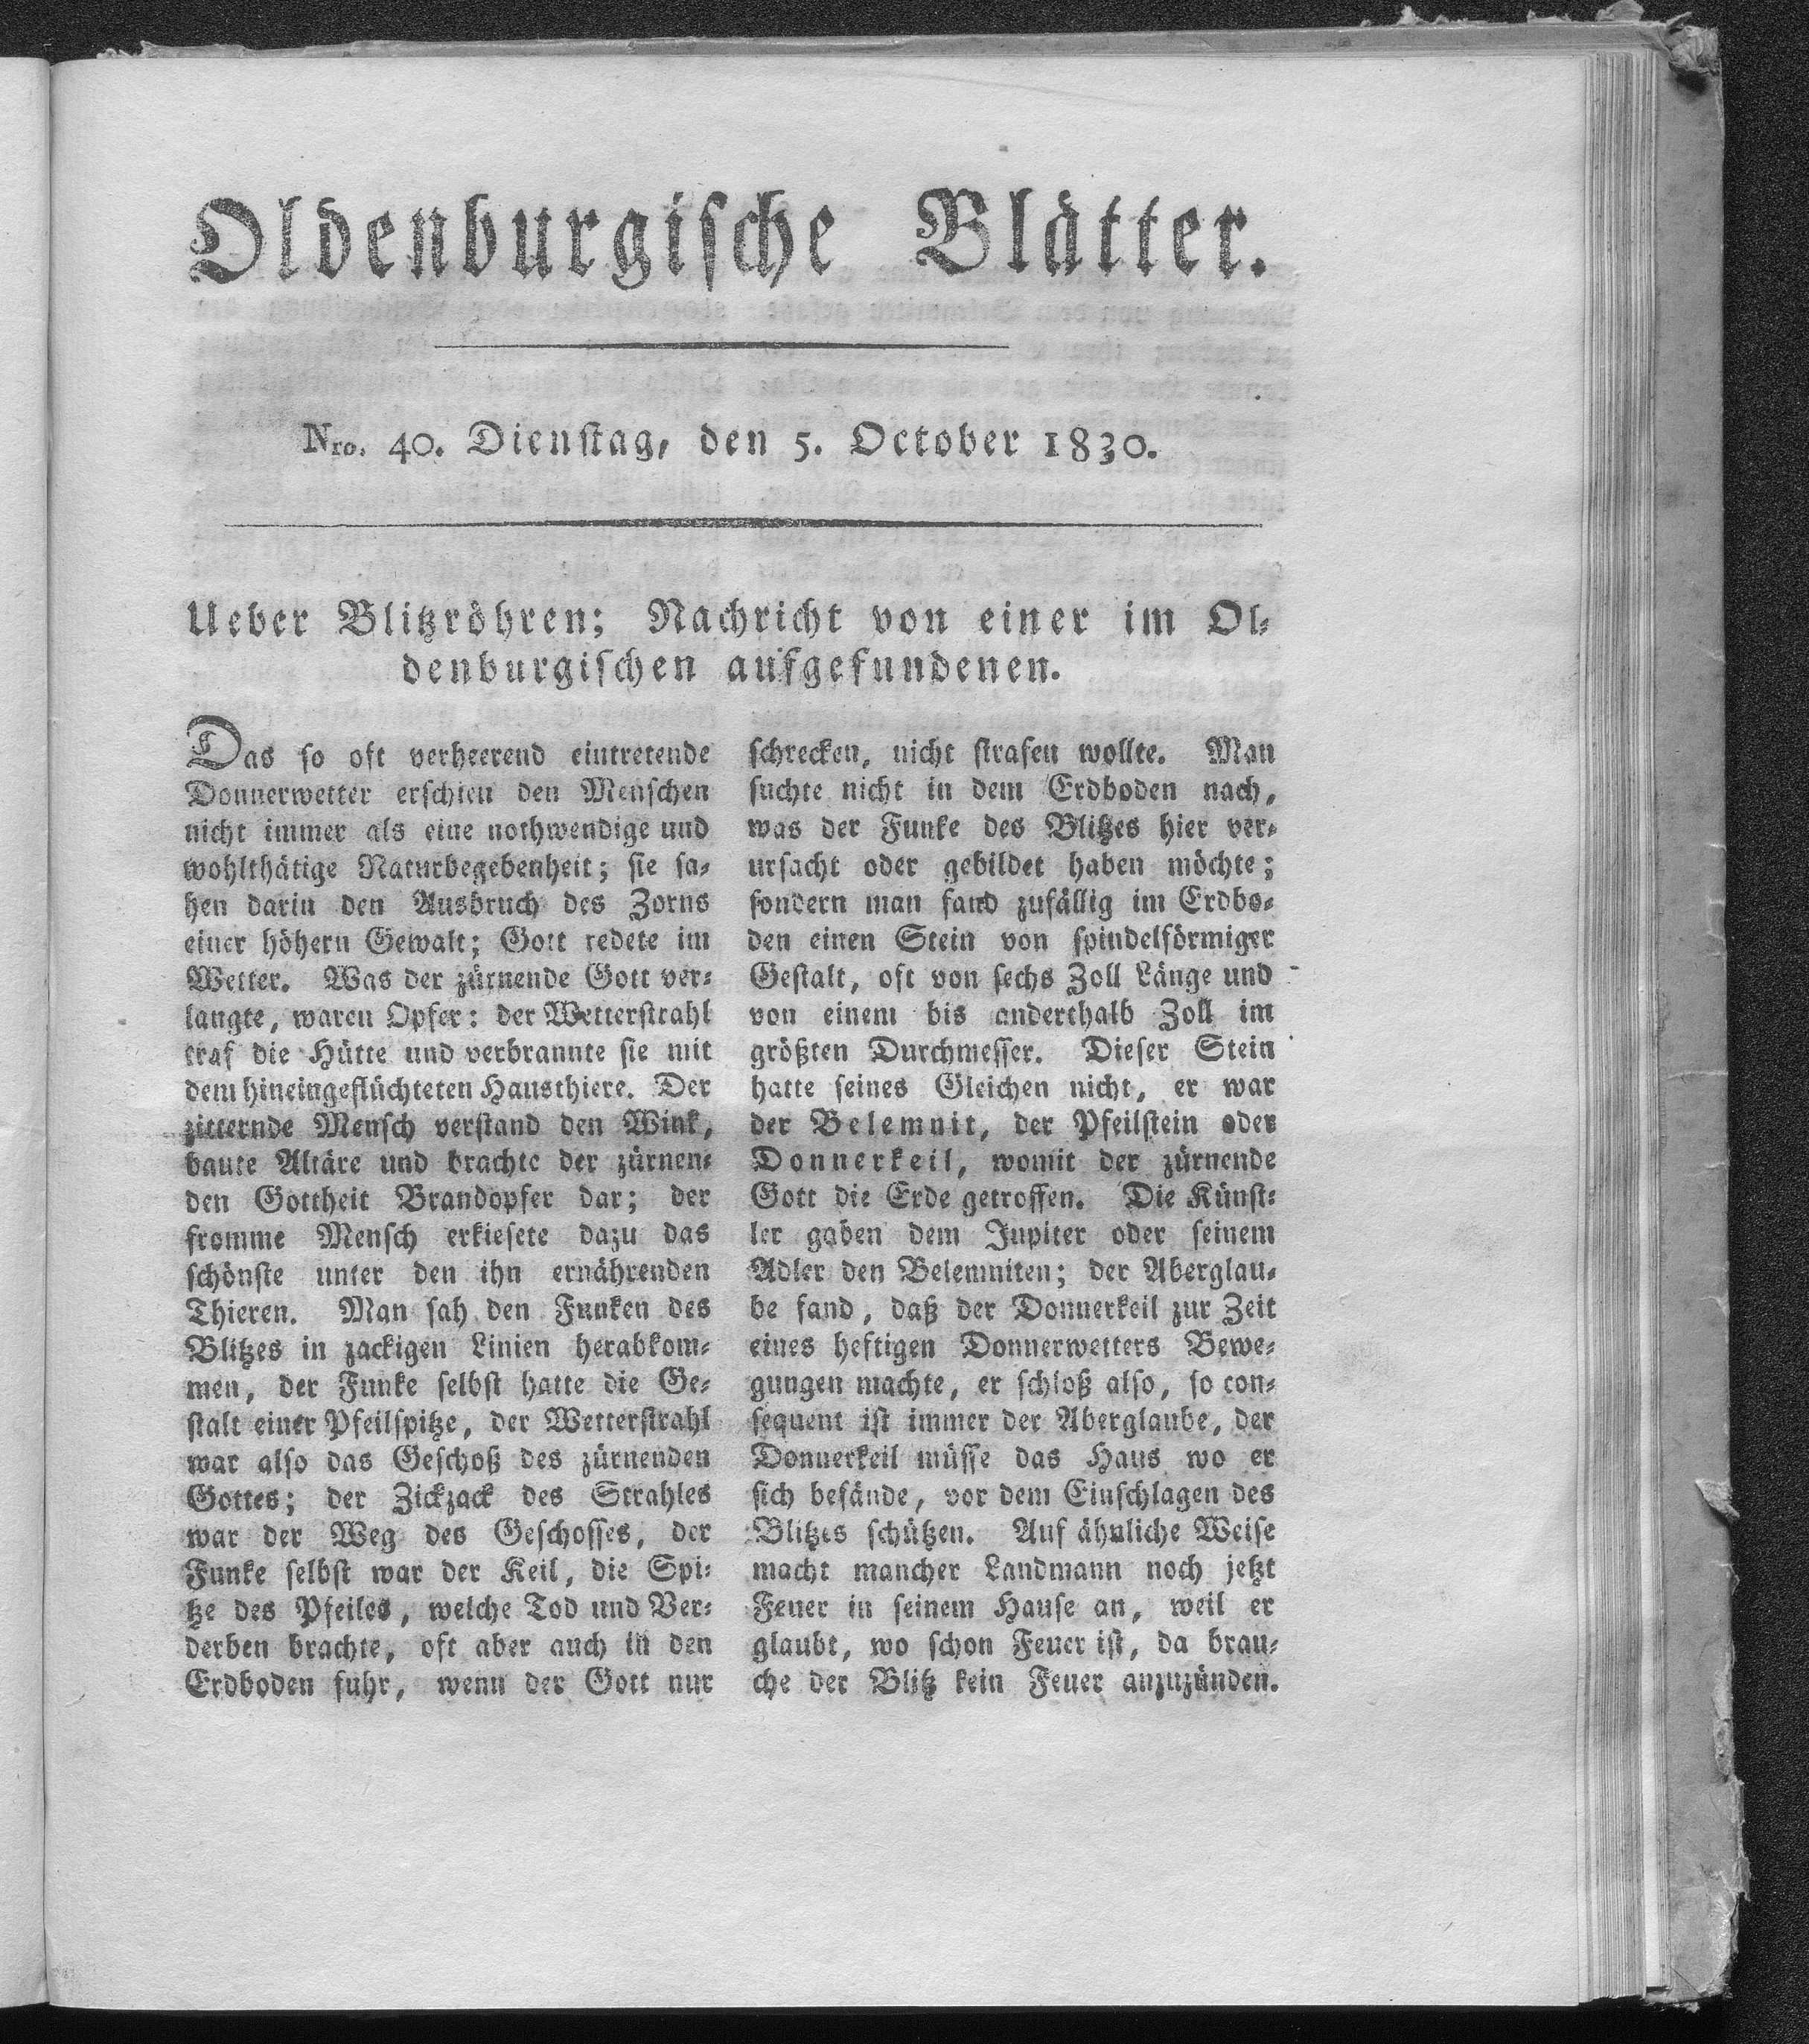 Oldenburgische Blätter.
Nro. 40. Dienstag, den 5. October 1830.
Ueber Blitzröhren; Nachricht von einer im Ol-
denburgischen aufgefundenen.
Das so oft verheerend eintretende
Donnerwetter erschien den Menschen
nicht immer als eine nothwendige und
wohlthätige Naturbegebenheit; sie sa-
hen darin den Ausbruch des Zorns
einer höhern Gewalt; Gott redete im
Wetter. Was der zürnende Gott ver-
langte, waren Opfer: der Wetterstrahl
traf die Hütte und verbrannte sie mit
dem hineingeflüchteten Hausthiere. Der
zitternde Mensch verstand den Wink,
baute Altäre und brachte der zürnen-
den Gottheit Brandopfer dar; der
fromme Mensch erkiesete dazu das
schönste unter den ihn ernährenden
Thieren. Man sah den Funken des
Blitzes in zackigen Linien herabkom-
men, der Funke selbst hatte die Ge-
stalt einer Pfeilspitze, der Wetterstrahl
war also das Geschoß des zürnenden
Gottes; der Zickzack des Strahles
war der Weg des Geschosses, der
Funke selbst war der Keil, die Spi-
tze des Pfeiles, welche Tod und Ver-
derben brachte, oft aber auch in den
Erdboden fuhr, wenn der Gott nur
schrecken, nicht strafen wollte. Man
suchte nicht in dem Erdboden nach,
was der Funke des Blitzes hier ver-
ursacht oder gebildet haben möchte;
sondern man fand zufällig im Erdbo-
den einen Stein von spindelförmiger
Gestalt, oft von sechs Zoll Länge und
von einem bis anderthalb Zoll im
größten Durchmesser. Dieser Stein
hatte seines Gleichen nicht, er war
der Belemnit, der Pfeilstein oder
Donnerkeil, womit der zürnende
Gott die Erde getroffen. Die Künst-
ler gaben dem Jupiter oder seinem
Adler den Belemniten; der Aberglau-
be fand, daß der Donnerkeil zur Zeit
eines heftigen Donnerwetters Bewe-
gungen machte, er schloß also, so con-
sequent ist immer der Aberglaube, der
Donnerkeil müsse das Haus wo er
sich befände, vor dem Einschlagen des
Blitzes schützen. Auf ähnliche Weise
macht mancher Landmann noch jetzt
Feuer in seinem Hause an, weil er
glaubt, wo schon Feuer ist, da brau-
che der Blitz kein Feuer anzuzünden.